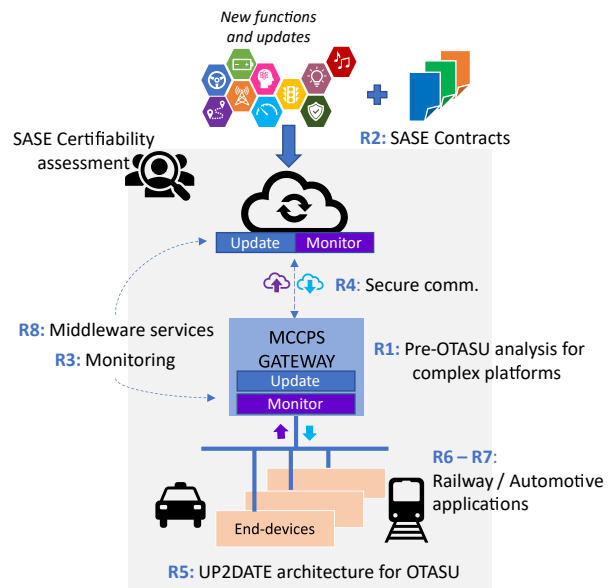 New functions
and updates
R2: SASE Contracts
SASE Certifiability
assessment
Update
Monitor
R4: Secure comm.
R8: Middleware services
R3: Monitoring
MCCPS
GATEWAY
Update
Monitor
R1: Pre-OTASU analysis for
complex platforms
R6 – R7:
Railway / Automotive
applications
End-devices
R5: UP2DATE architecture for OTASU